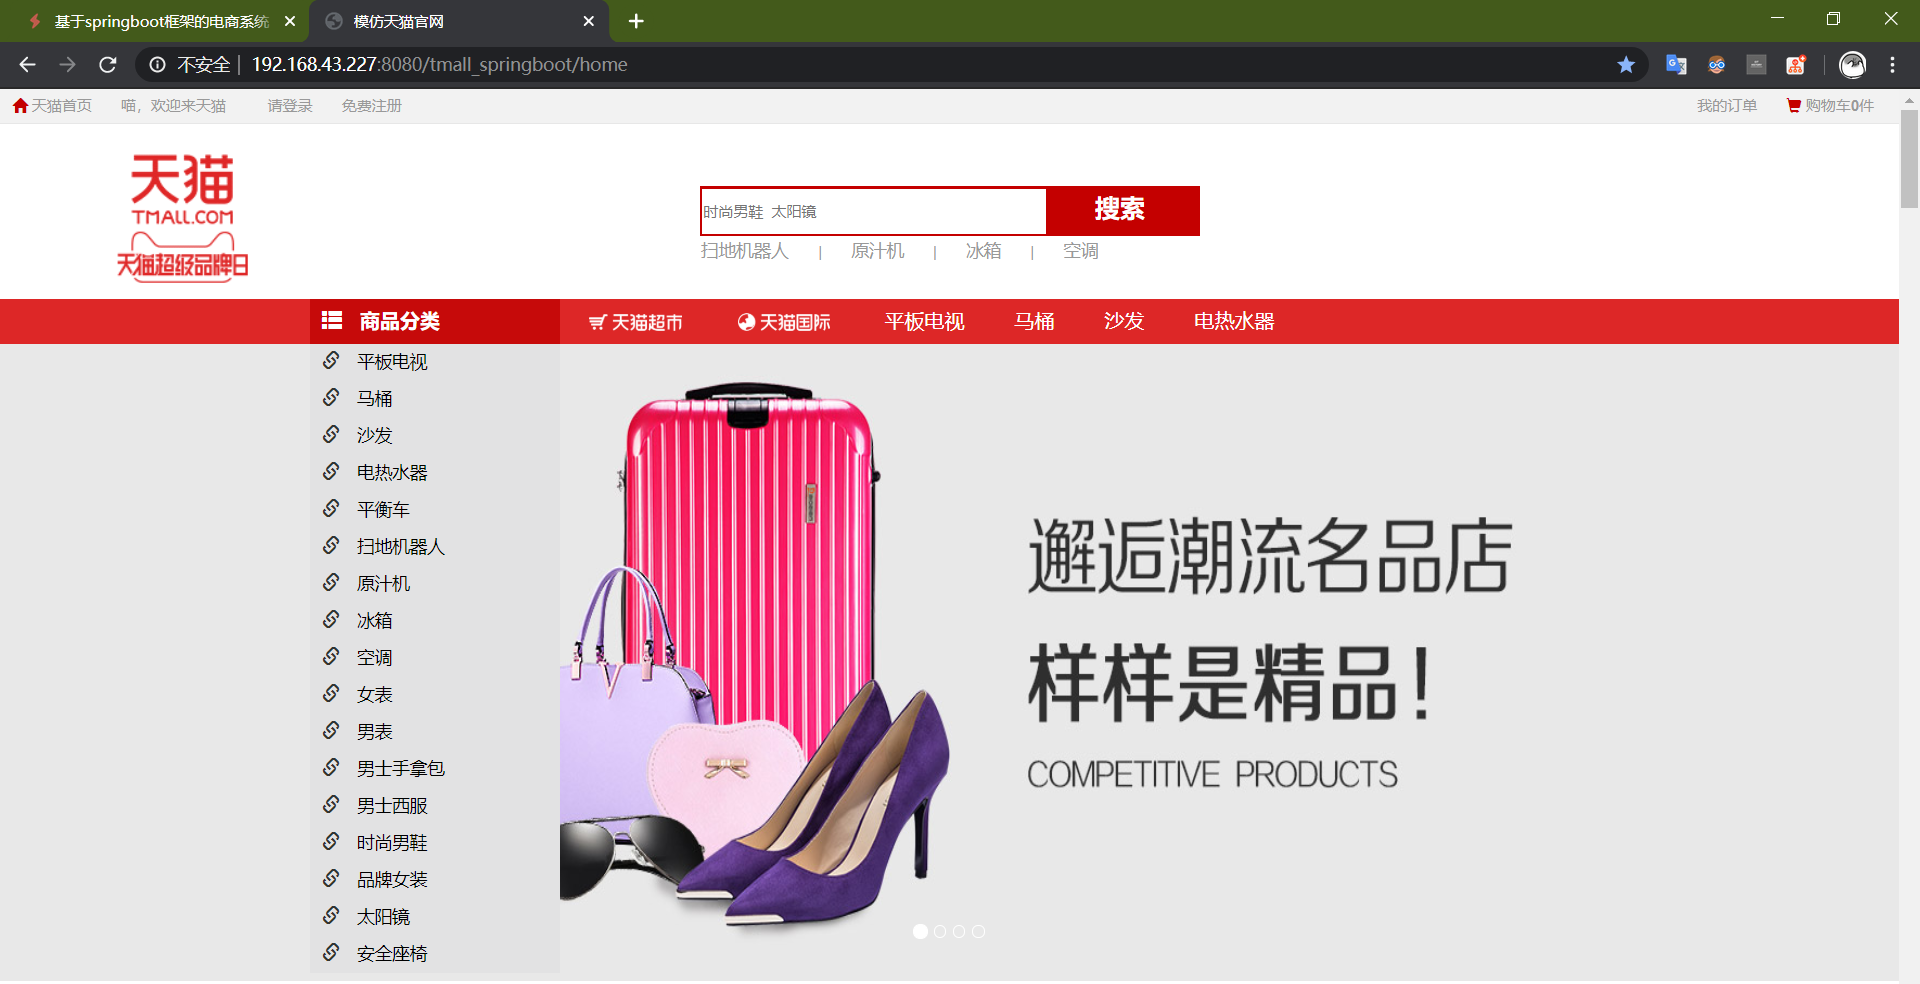 基于springboot框架的电商系统
模仿天猫官网
不安全 | 192.168.43.227:8080/tmall_springboot/home
天猫首页 喵，欢迎来天猫 请登录 免费注册 我的订单 购物车0件
天猫
TMALL.COM
天猫超级品牌日
时尚男鞋 太阳镜 搜索
扫地机器人 | 原汁机 | 冰箱 | 空调
商品分类 天猫超市 天猫国际 平板电视 马桶 沙发 电热水器
平板电视
马桶
沙发
电热水器
平衡车
扫地机器人
原汁机
冰箱
空调
女表
男表
男士手拿包
男士西服
时尚男鞋
品牌女装
太阳镜
安全座椅
邂逅潮流名品店
样样是精品！
COMPETITIVE PRODUCTS